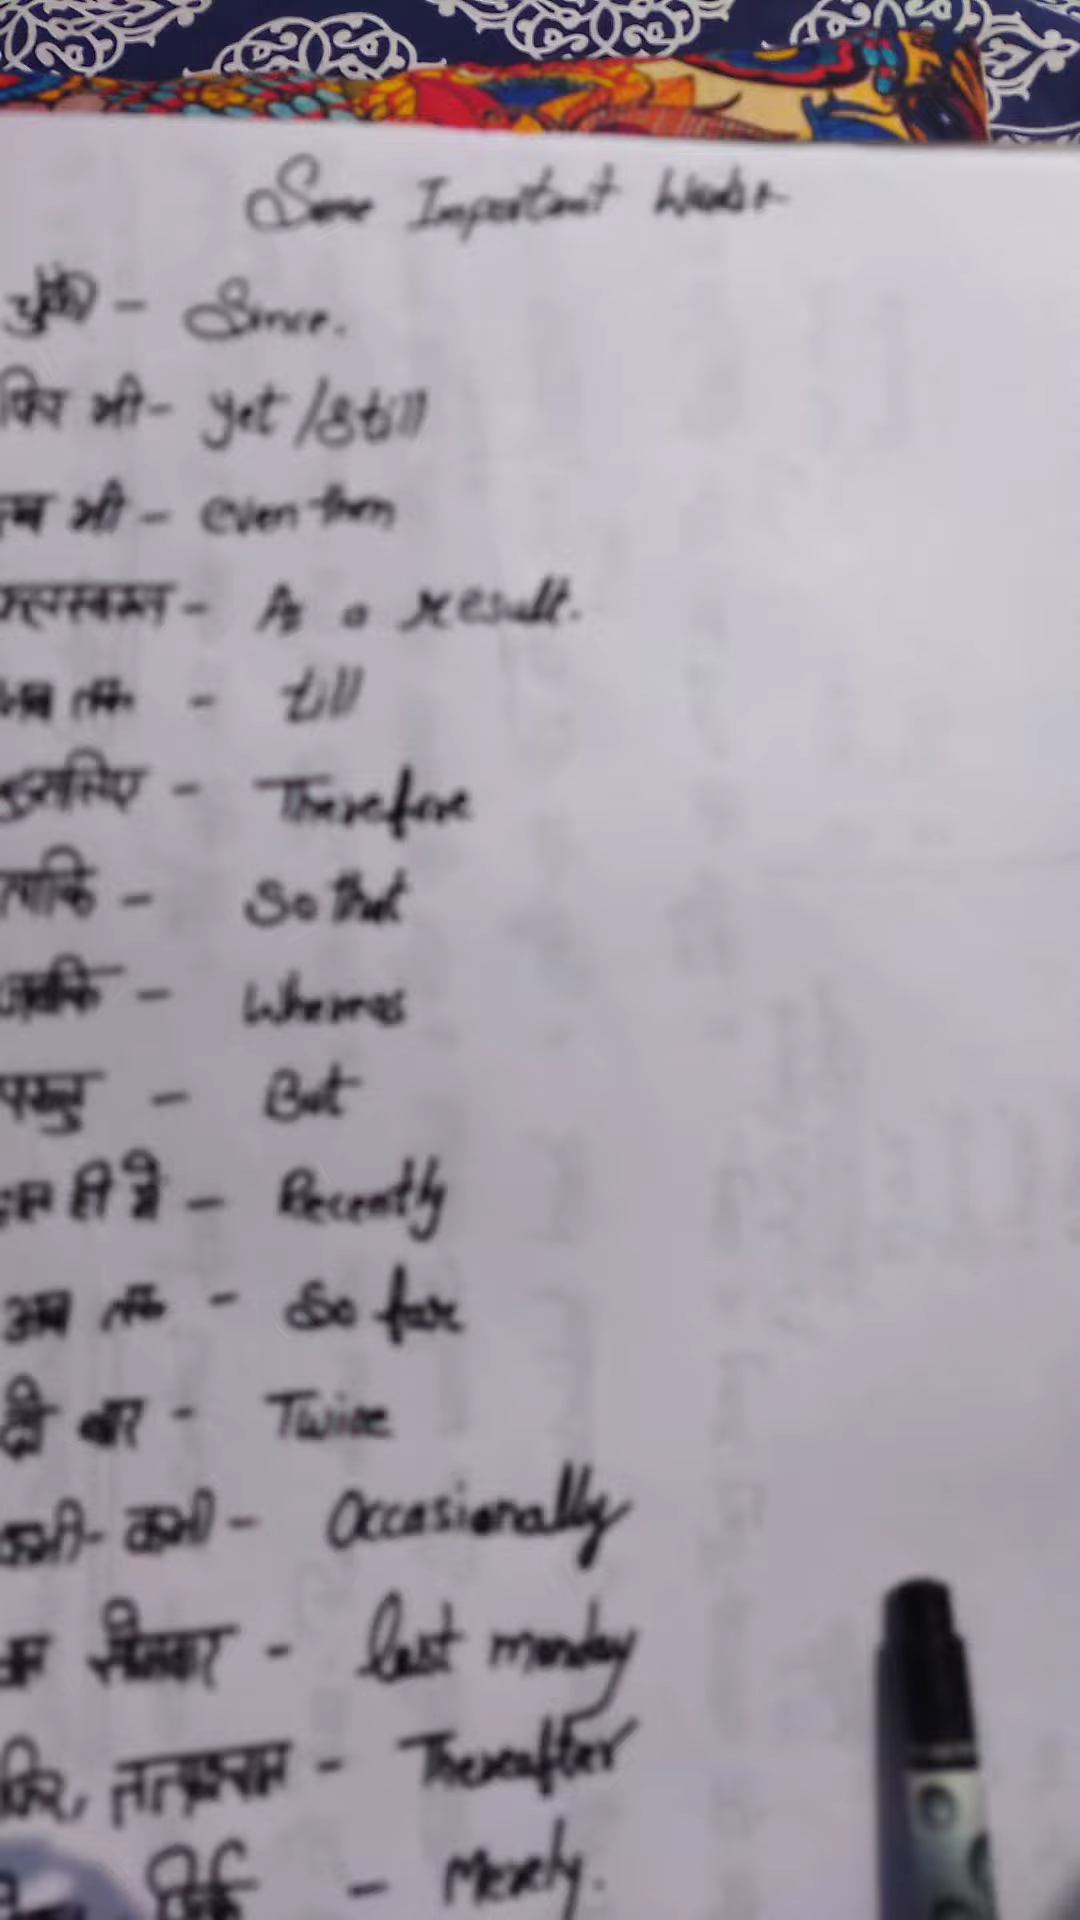 Some Important Words
चुंकि - Since.
फिर भी - yet/still
तब भी - even then
फलस्वरूप - As a result.
जब तक - till
इसलिए - Therefore
ताकि - So that
जबकि - Whereas
परन्तु - But
हाल ही में - Recently
अब तक - So far
दो बार - Twice
कभी-कभी - Occasionally
सोमवार - last monday
फिर, - Thereafter
सिर्फ - Merely.